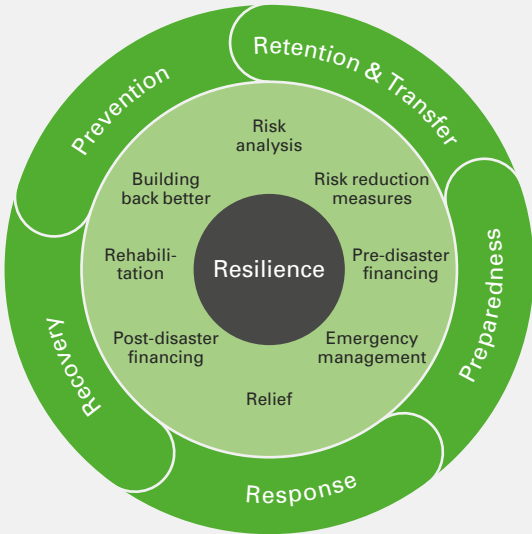 Prevention
Retention & Transfer
Preparedness
Response
Recovery
Risk
analysis
Risk reduction
measures
Pre-disaster
financing
Emergency
management
Relief
Post-disaster
financing
Rehabili-
tation
Building
back better
Resilience